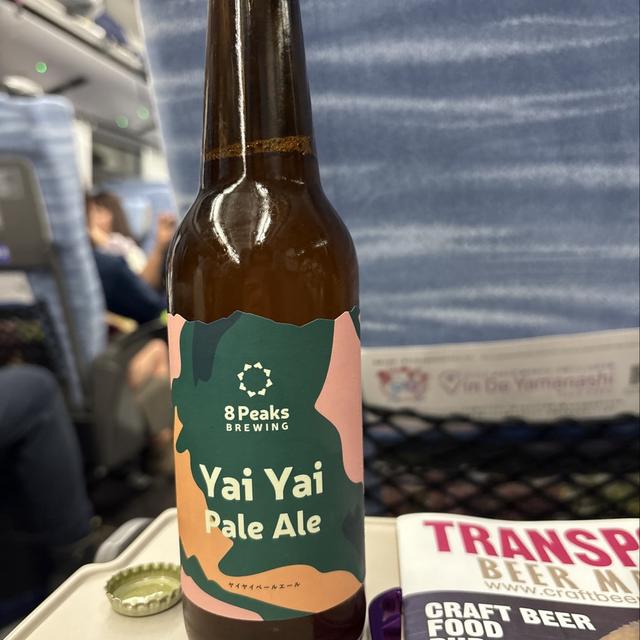 8 Peaks
BREWING
Yai Yai
Pale Ale
ヤイヤイペールエール
in Da Yamanashi
TRANSP
BEER M
www.craftbee
CRAFT BEER
FOOD